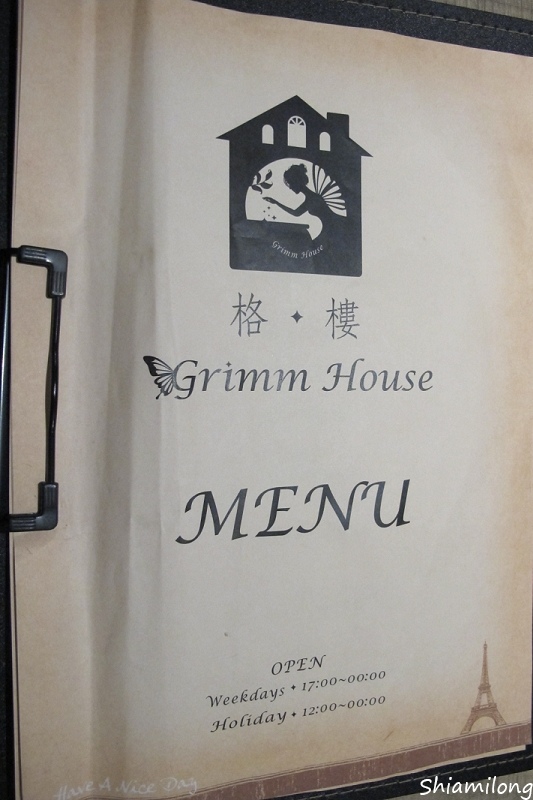 Grimm House
格✦樓
Grimm House
MENU
OPEN
Weekdays✦17:00~00:00
Holiday✦12:00~00:00
Have A Nice Day
Shiamilong